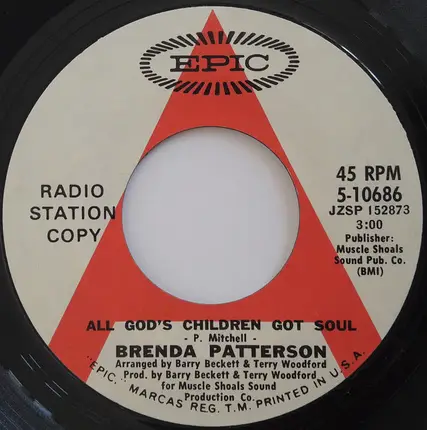 EPIC
RADIO
STATION
COPY
45 RPM
5-10686
JZSP 152873
3:00
Publisher:
Muscle Shoals
Sound Pub. Co.
(BMI)
ALL GOD'S CHILDREN GOT SOUL
- P. Mitchell -
BRENDA PATTERSON
Arranged by Barry Beckett & Terry Woodford
Prod. by Barry Beckett & Terry Woodford
for Muscle Shoals Sound
Production Co.
"EPIC," MARCAS REG. T.M. PRINTED IN U.S.A.